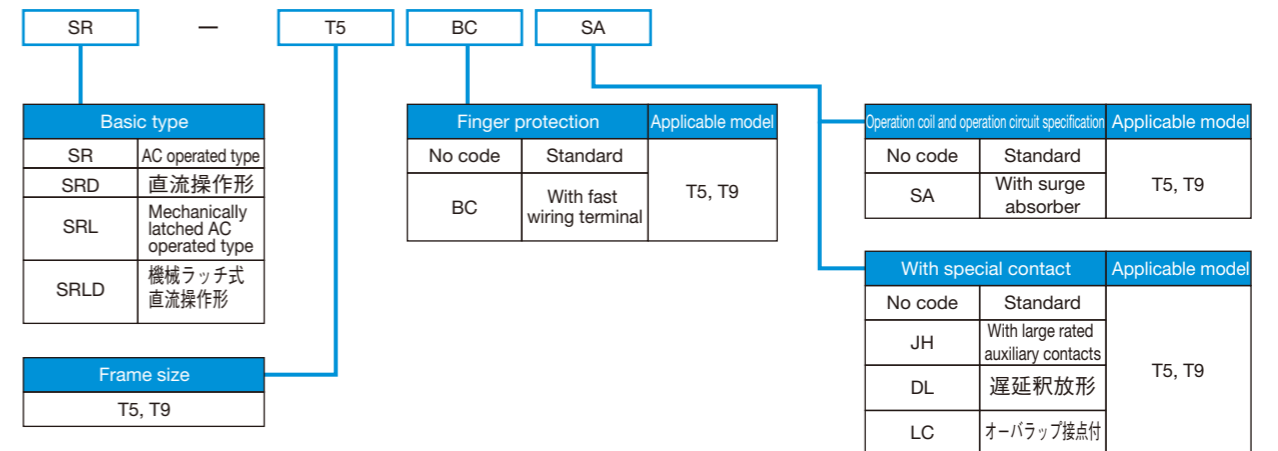 SR — T5 BC SA
Basic type
SR AC operated type
SRD 直流操作形
SRL Mechanically
latched AC
operated type
SRLD 機械ラッチ式
直流操作形
Frame size
T5, T9
Finger protection Applicable model
No code Standard
BC With fast
wiring terminal
T5, T9
Operation coil and operation circuit specification Applicable model
No code Standard
SA With surge
absorber
T5, T9
With special contact Applicable model
No code Standard
JH With large rated
auxiliary contacts
DL 遅延釈放形
LC オーバラップ接点付
T5, T9